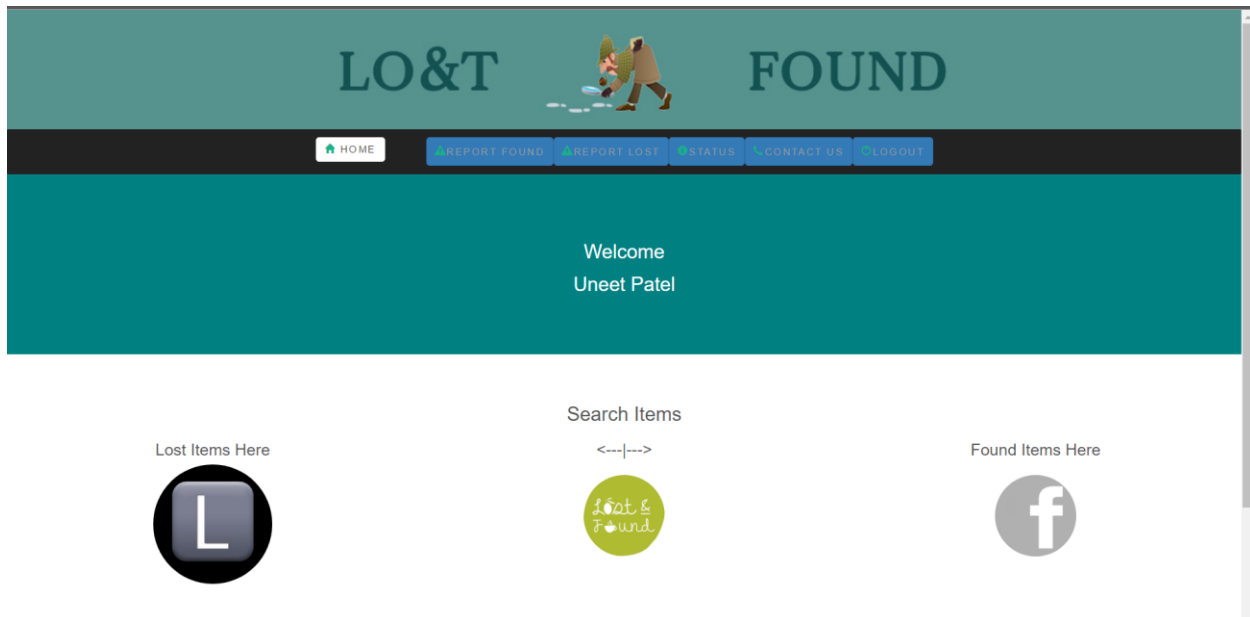 LO&T FOUND
HOME REPORT FOUND REPORT LOST STATUS CONTACT US LOGOUT
Welcome
Uneet Patel
Search Items
Lost Items Here <---|---> Found Items Here
L
Lost &
Found
f